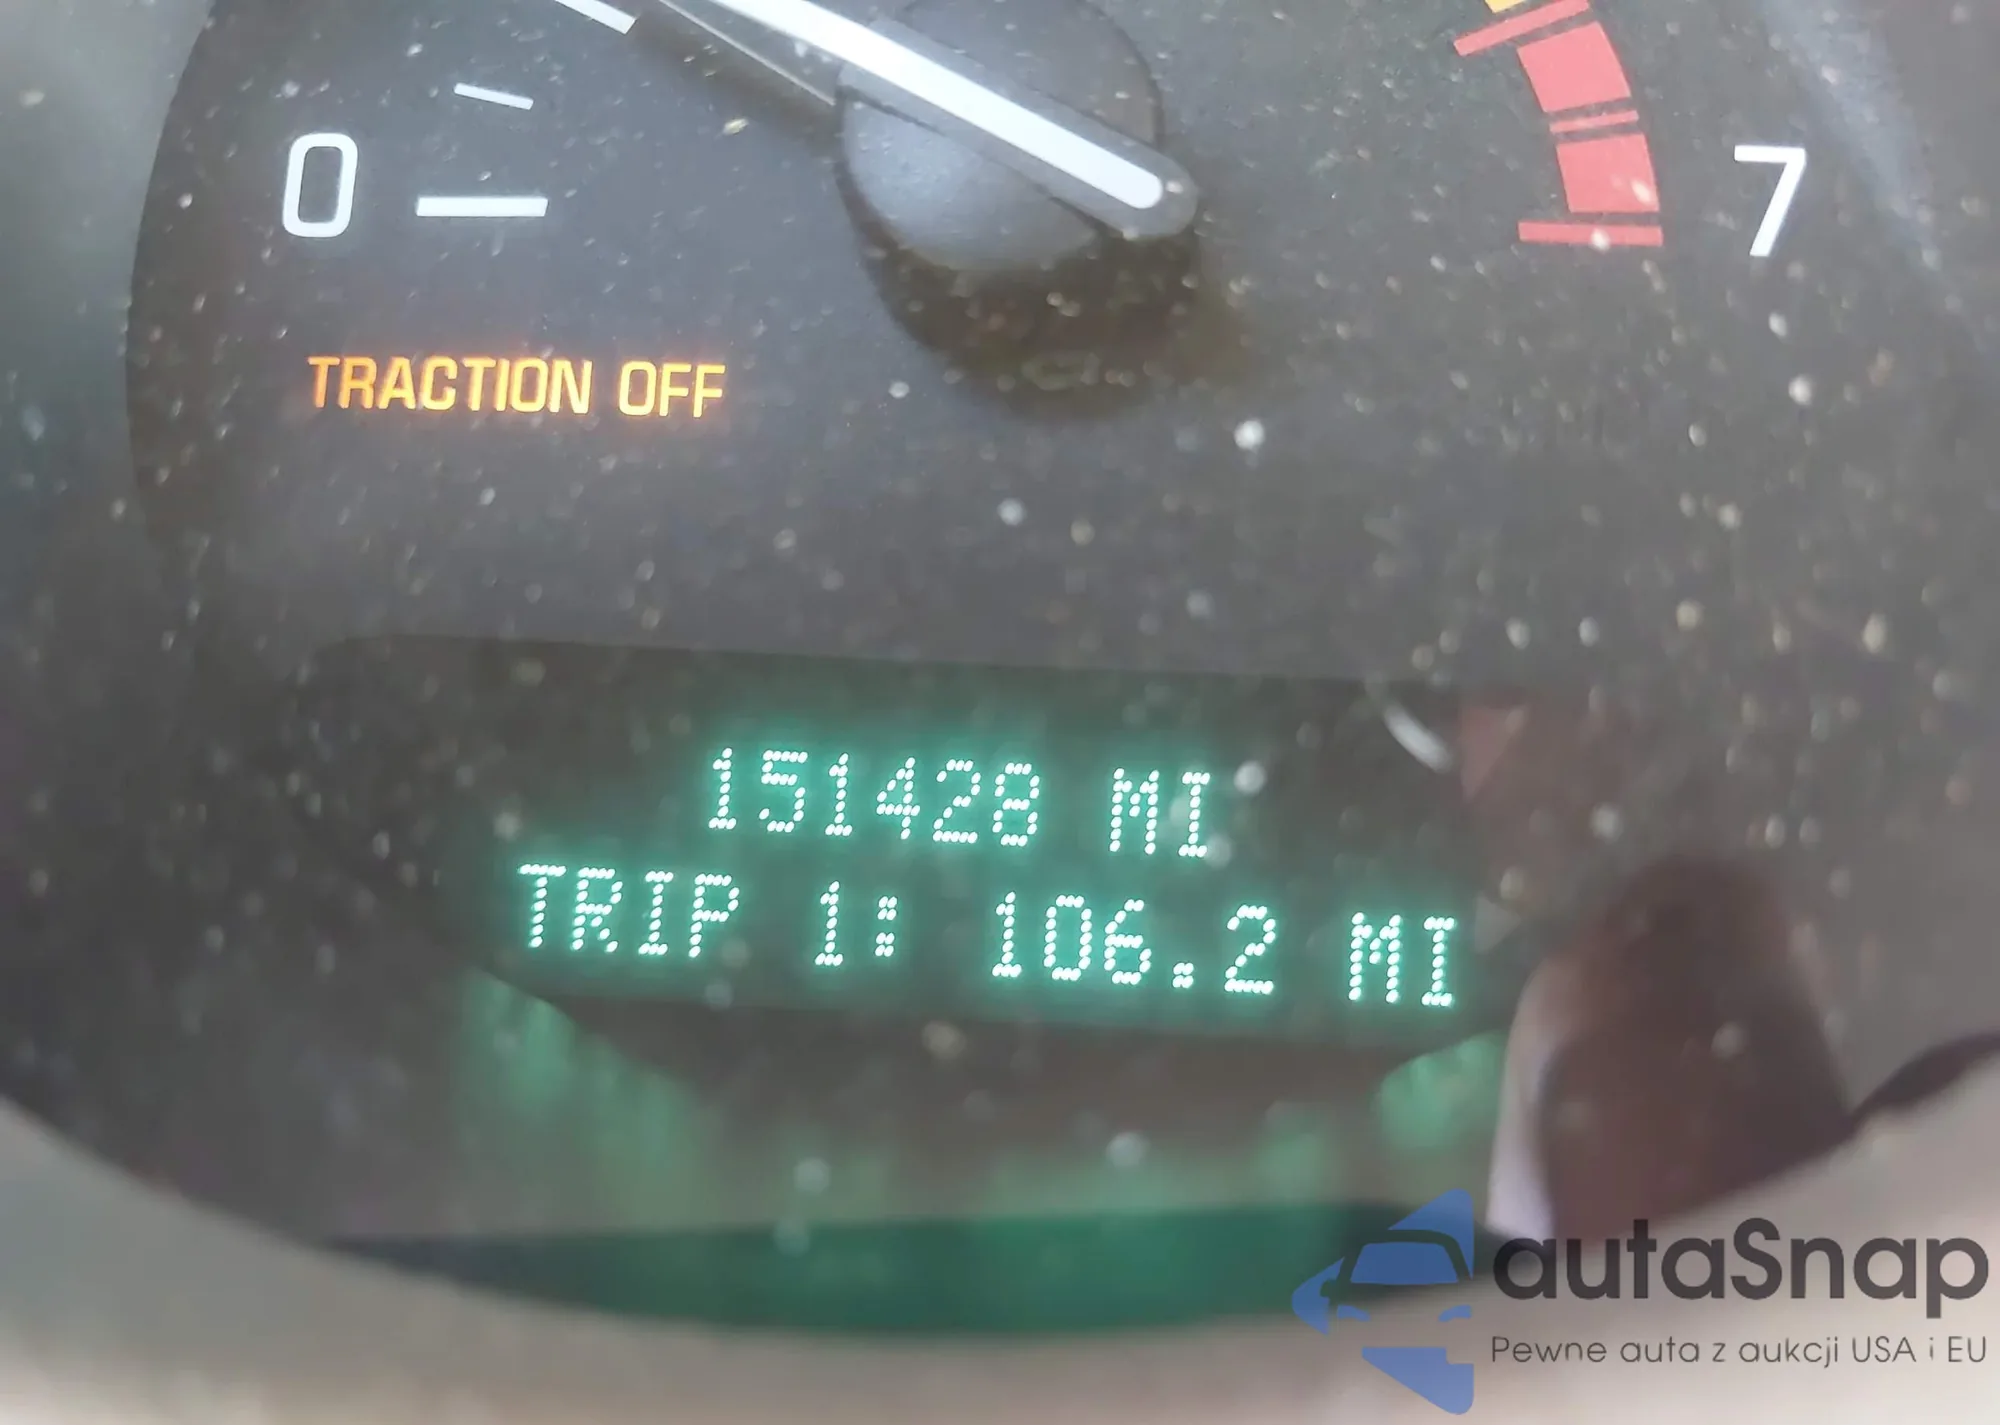 0
7
TRACTION OFF
151428 MI
TRIP 1: 106.2 MI
autaSnap
Pewne auta z aukcji USA i EU